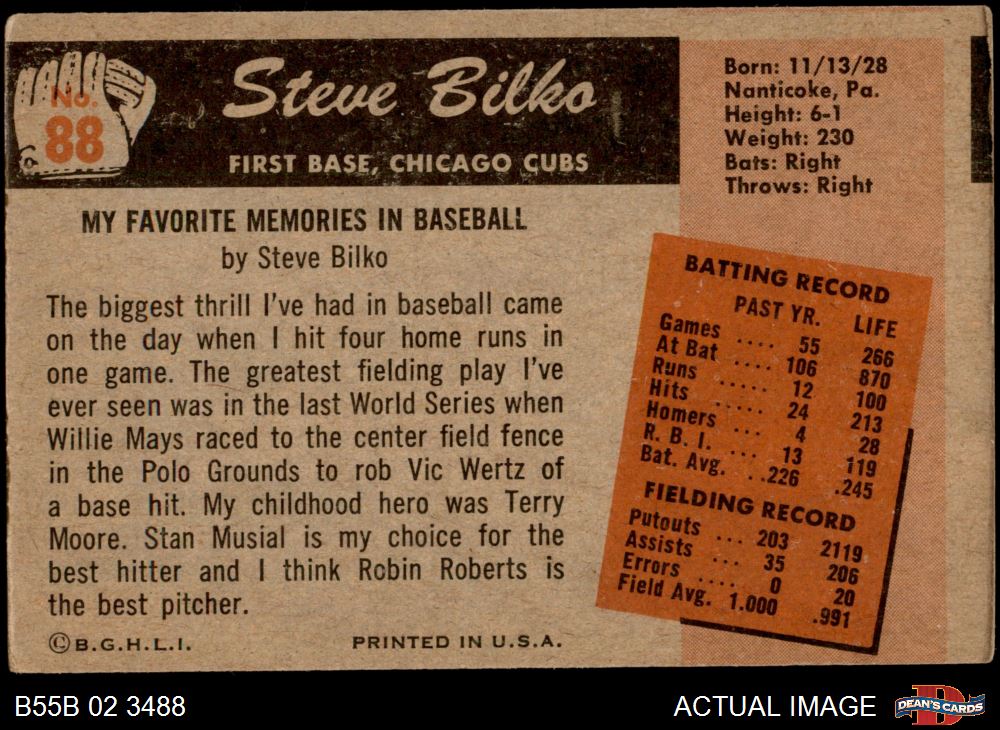 No.
88
Steve Bilko
FIRST BASE, CHICAGO CUBS
Born: 11/13/28
Nanticoke, Pa.
Height: 6-1
Weight: 230
Bats: Right
Throws: Right
MY FAVORITE MEMORIES IN BASEBALL
by Steve Bilko
The biggest thrill I've had in baseball came
on the day when I hit four home runs in
one game. The greatest fielding play I've
ever seen was in the last World Series when
Willie Mays raced to the center field fence
in the Polo Grounds to rob Vic Wertz of
a base hit. My childhood hero was Terry
Moore. Stan Musial is my choice for the
best hitter and I think Robin Roberts is
the best pitcher.
BATTING RECORD
PAST YR. LIFE
Games .... 55 266
At Bat .... 106 870
Runs ..... 12 100
Hits ..... 24 213
Homers ... 4 28
R. B. I. ... 13 119
Bat. Avg. ..226 .245
FIELDING RECORD
Putouts ... 203 2119
Assists ... 35 206
Errors .... 0 20
Field Avg. 1.000 .991
©B.G.H.L.I. PRINTED IN U.S.A.
B55B 02 3488 ACTUAL IMAGE DEAN'S CARDS